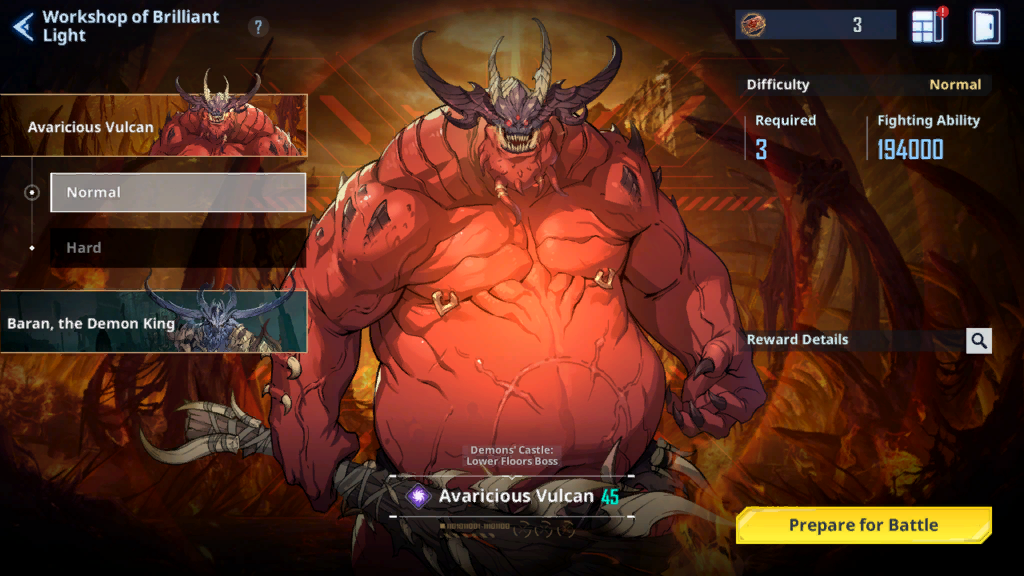 Workshop of Brilliant
Light
?
3
!
Avaricious Vulcan
Normal
Hard
Baran, the Demon King
Difficulty
Normal
Required
Fighting Ability
3
194000
Reward Details
Demons' Castle:
Lower Floors Boss
Avaricious Vulcan 45
Prepare for Battle